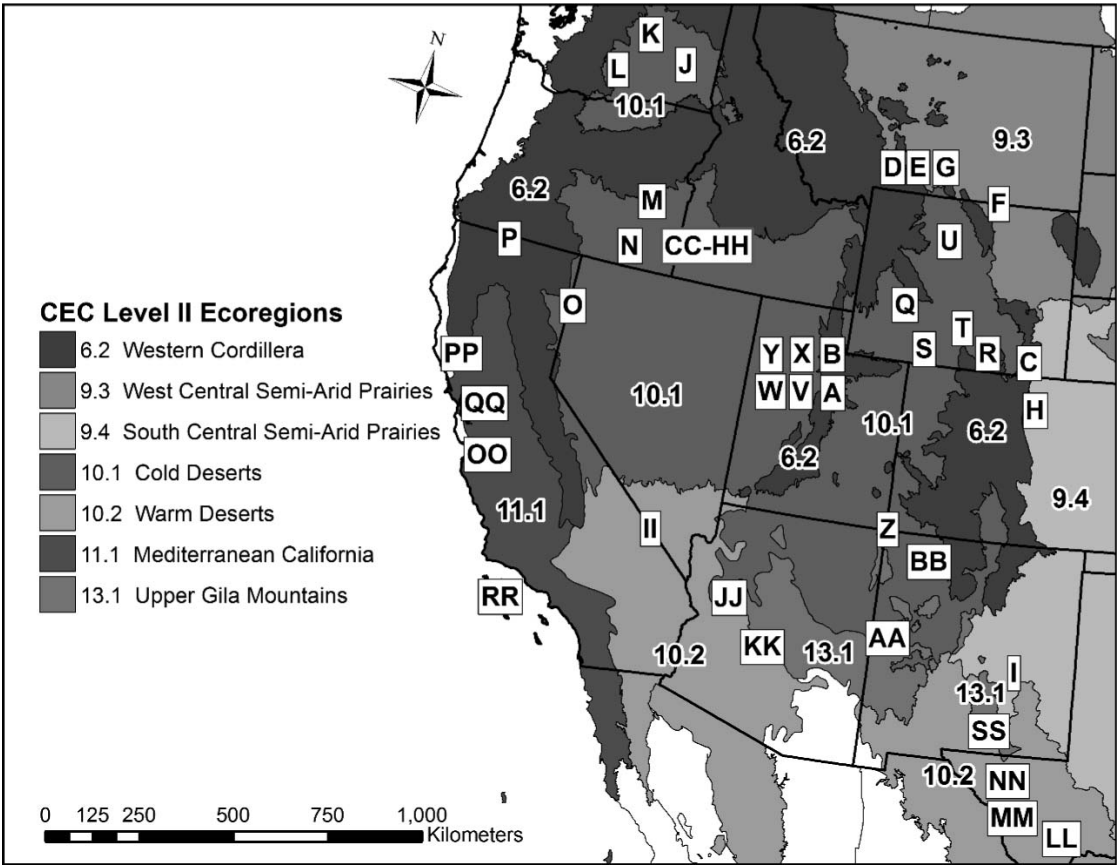 N
K
L
J
10.1
6.2
9.3
D E G
F
6.2
M
P
N
CC-HH
U
CEC Level II Ecoregions
6.2 Western Cordillera
9.3 West Central Semi-Arid Prairies
9.4 South Central Semi-Arid Prairies
10.1 Cold Deserts
10.2 Warm Deserts
11.1 Mediterranean California
13.1 Upper Gila Mountains
O
Q
T
S
R
C
PP
Y X B
QQ
W V A
H
10.1
10.1
6.2
OO
6.2
9.4
11.1
II
Z
BB
RR
JJ
KK
AA
10.2
13.1
I
13.1
SS
10.2
NN
MM
LL
0 125 250 500 750 1,000
Kilometers